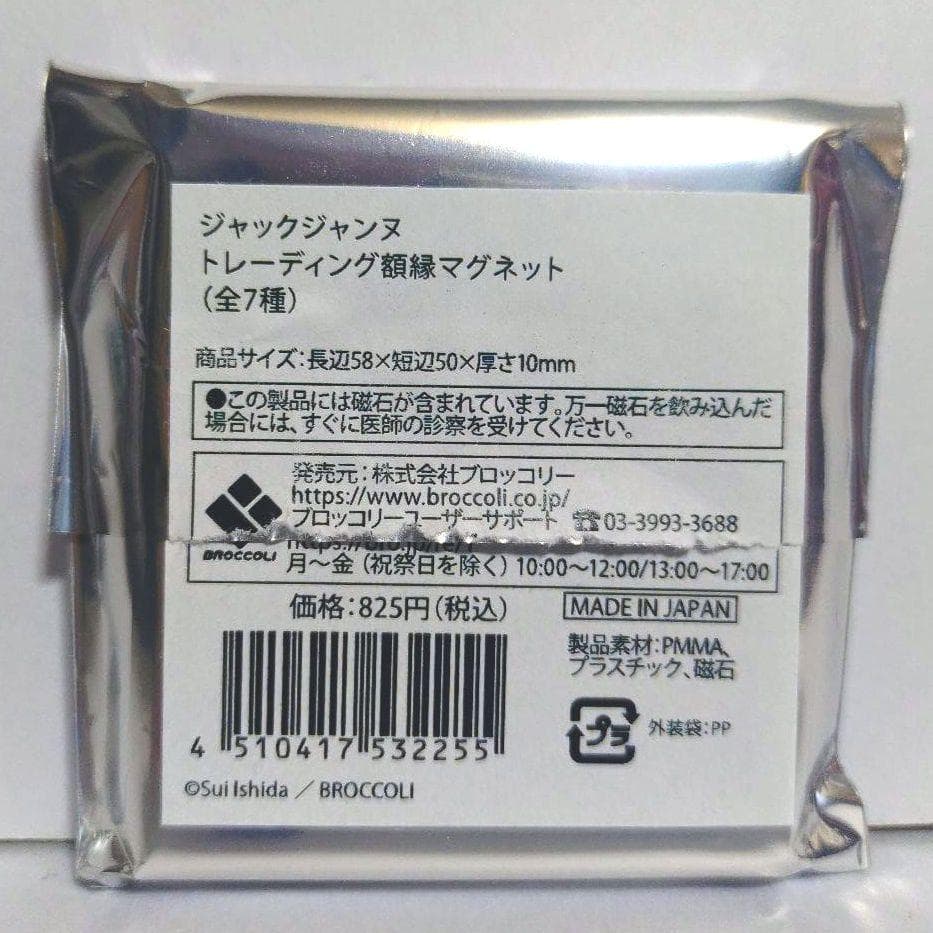 ジャックジャンヌ
トレーディング額縁マグネット
（全7種）
商品サイズ：長辺58×短辺50×厚さ10mm
●この製品には磁石が含まれています。万一磁石を飲み込んだ
場合には、すぐに医師の診察を受けてください。
発売元：株式会社ブロッコリー
https://www.broccoli.co.jp/
ブロッコリーユーザーサポート ☎03-3993-3688
BROCCOLI
月〜金（祝祭日を除く）10:00〜12:00/13:00〜17:00
価格：825円（税込）
MADE IN JAPAN
製品素材：PMMA、
プラスチック、磁石
4 510417 532255
プラ
外装袋：PP
©Sui Ishida ／ BROCCOLI